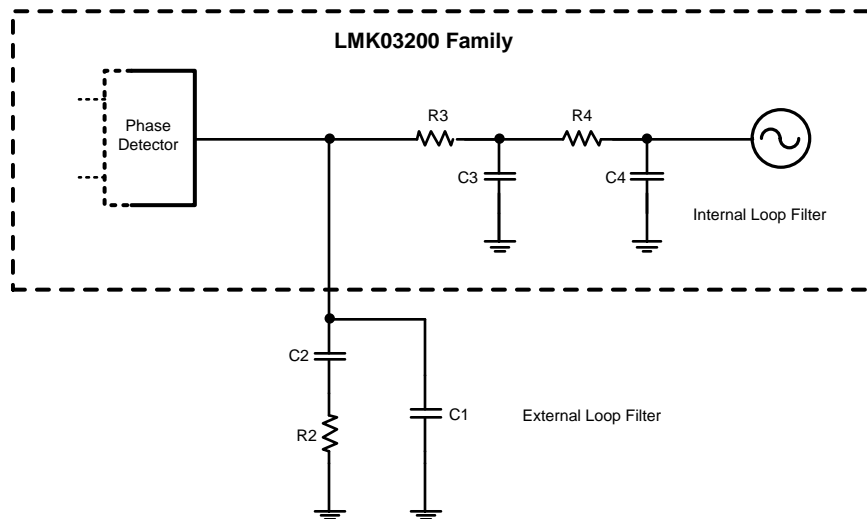 LMK03200 Family
Phase
Detector
R3
R4
C3
C4
Internal Loop Filter
C2
C1
R2
External Loop Filter